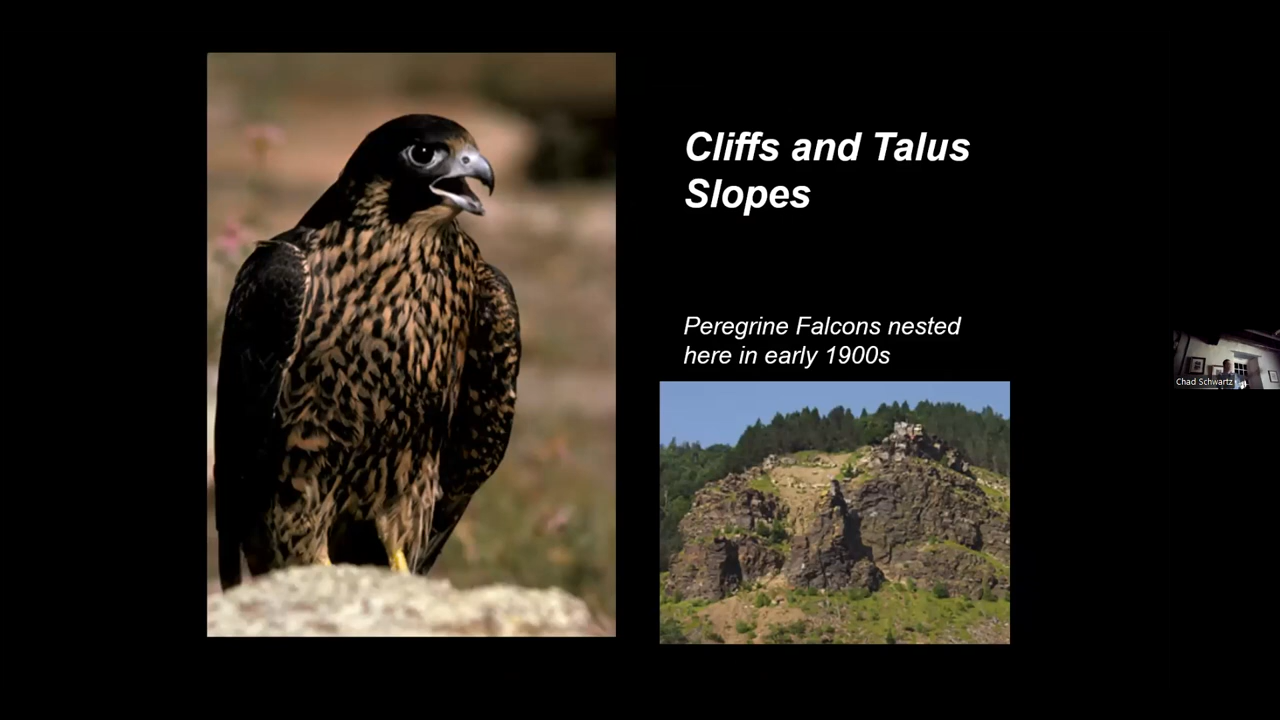 Cliffs and Talus
Slopes
Peregrine Falcons nested
here in early 1900s
Chad Schwartz